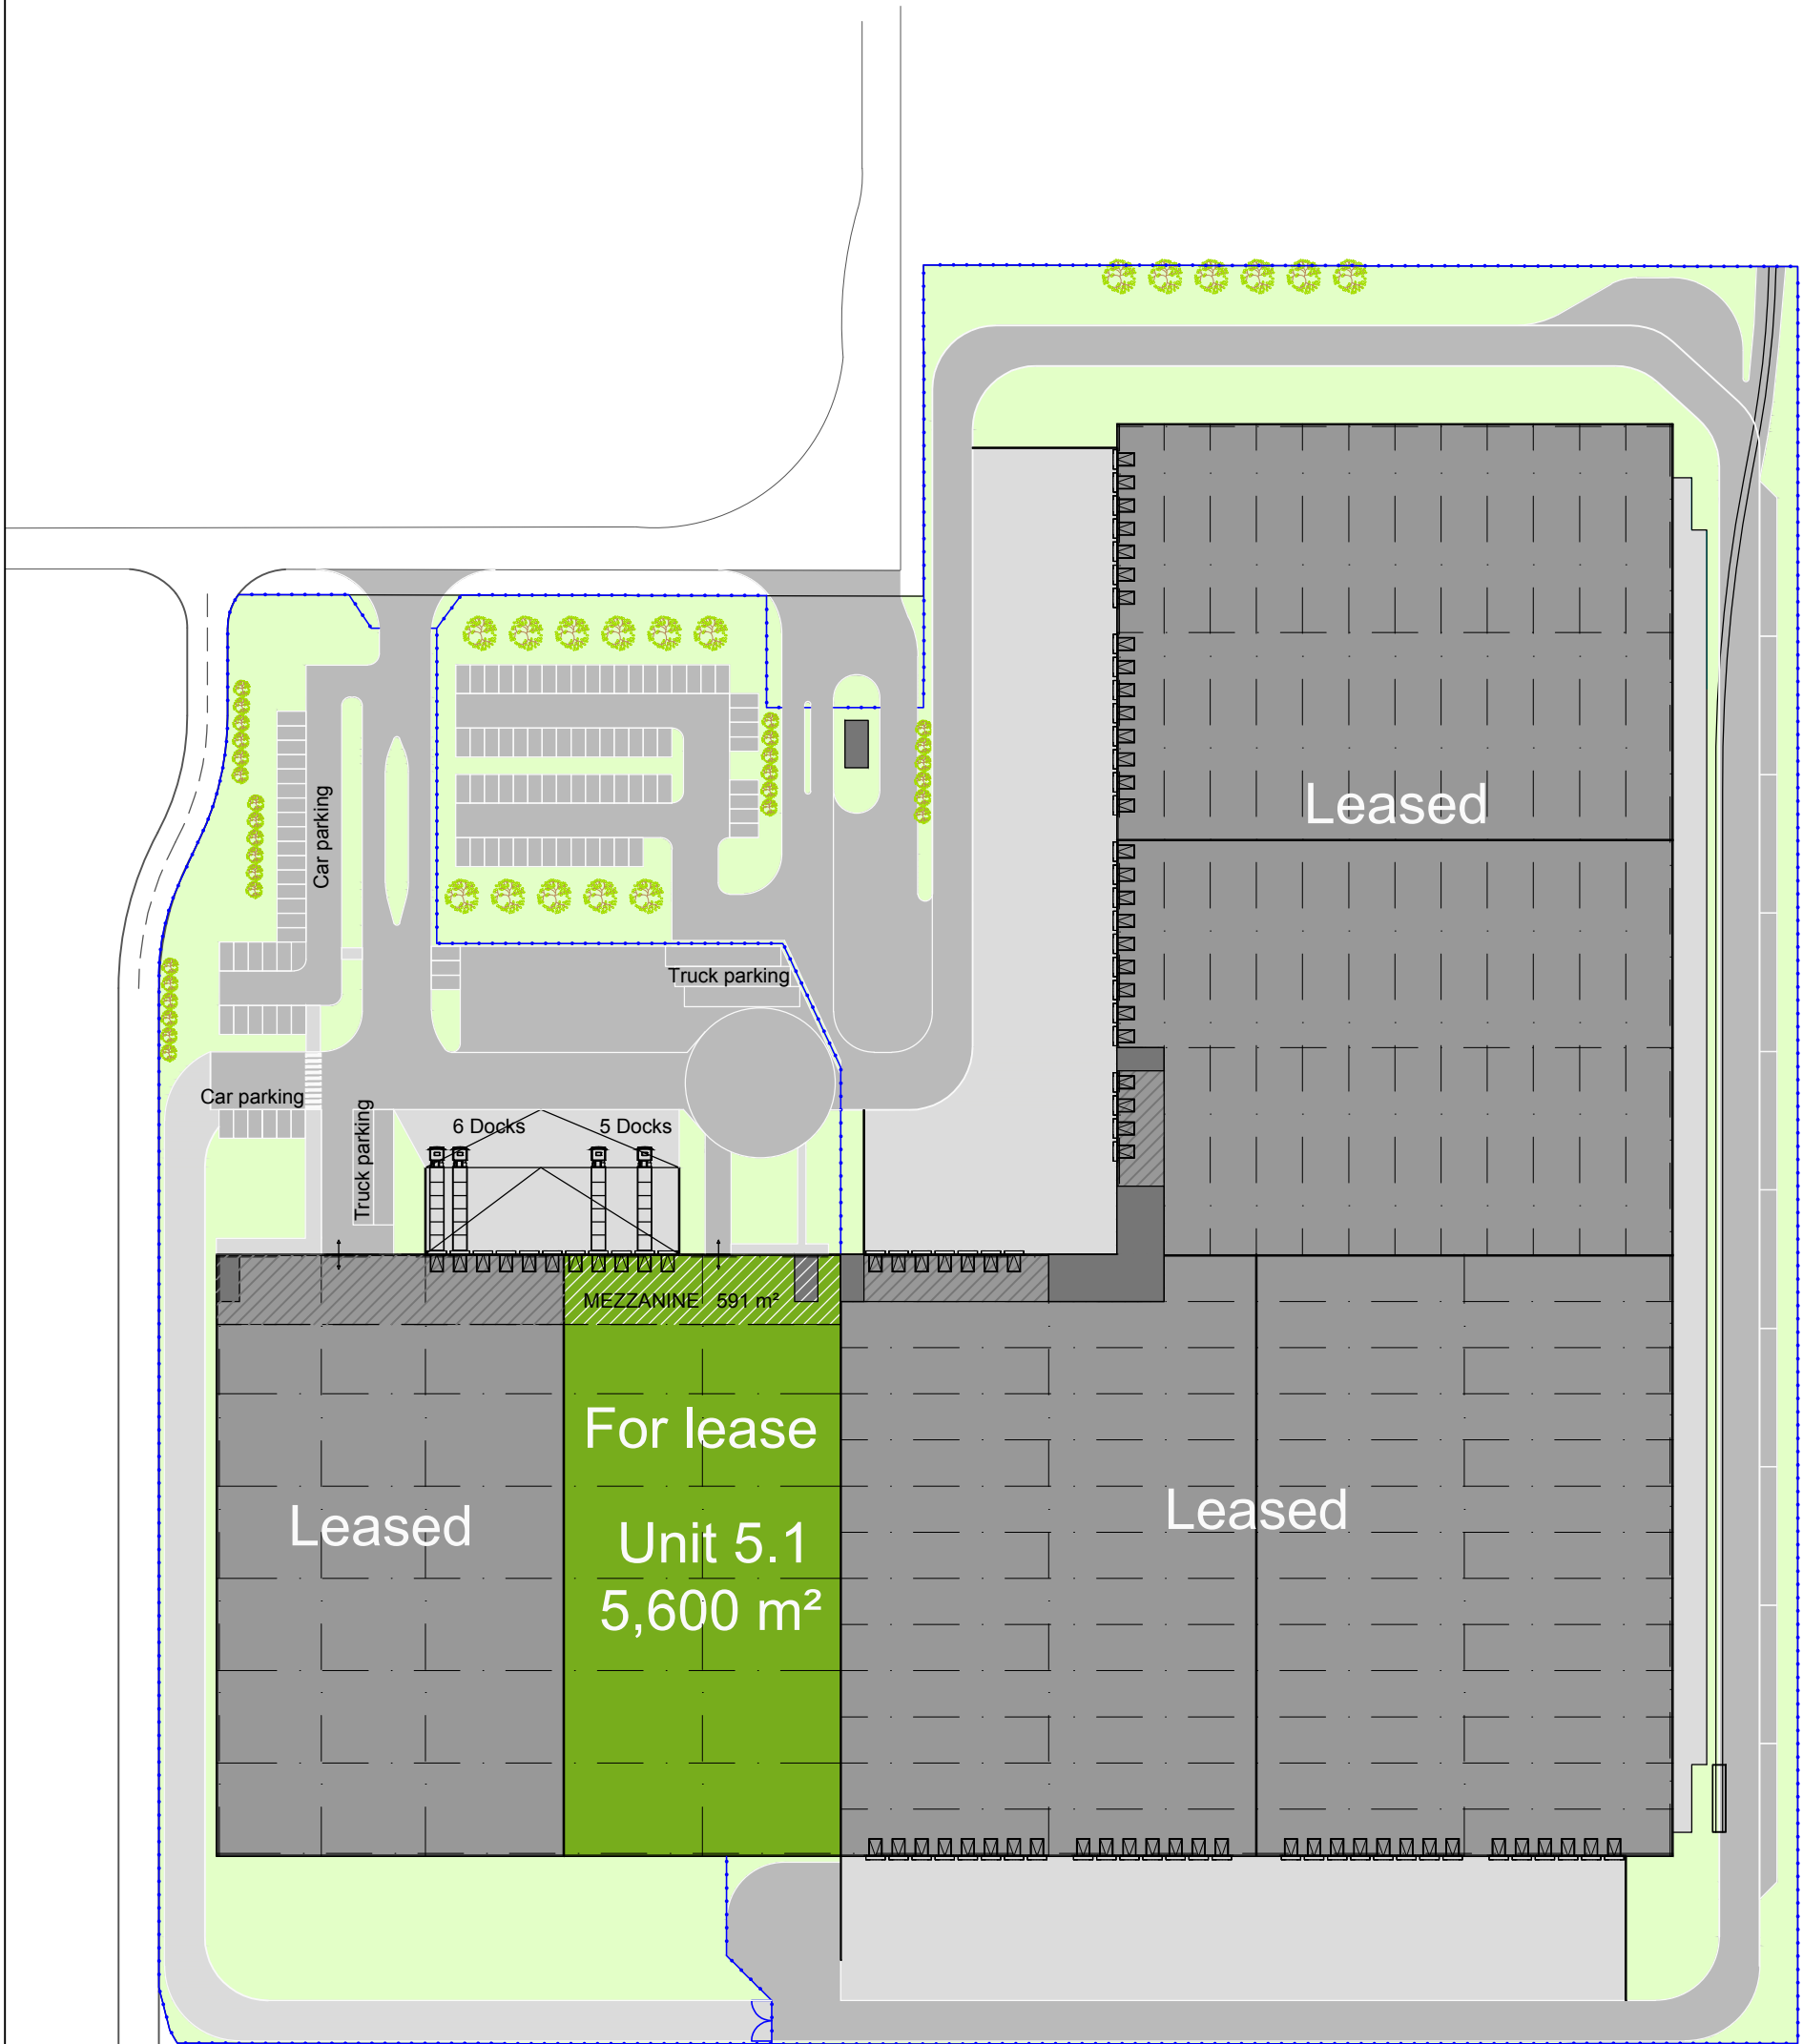 Leased
Car parking
Truck parking
Car parking
6 Docks
5 Docks
Truck parking
MEZZANINE 591 m²
For lease
Unit 5.1
5,600 m²
Leased
Leased